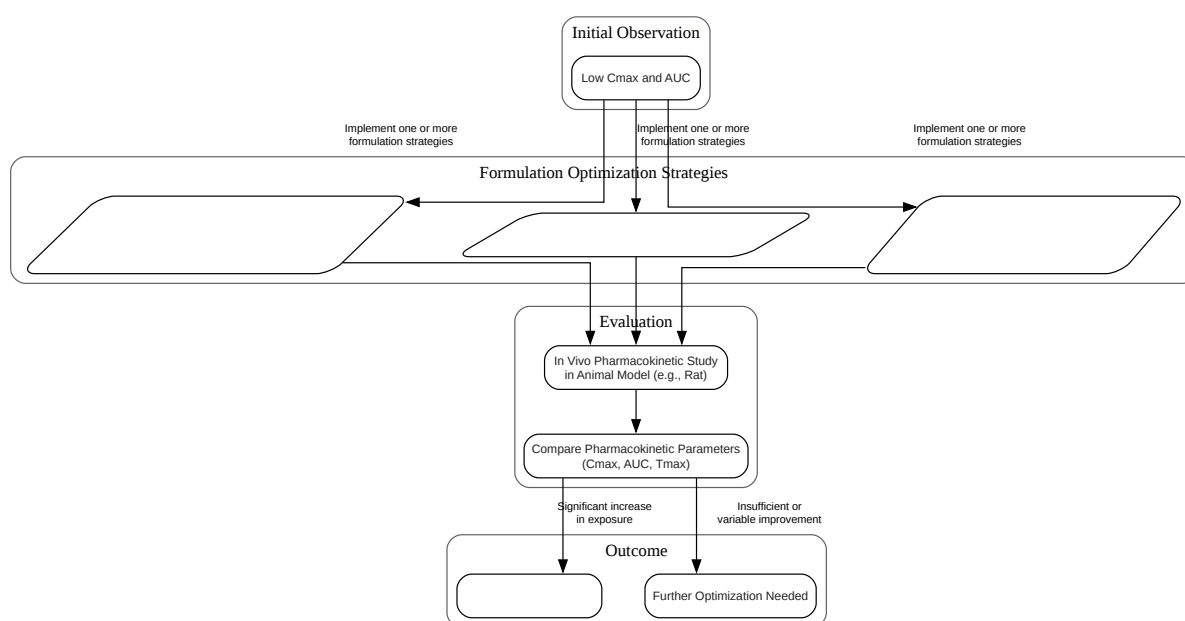 Initial Observation
Low Cmax and AUC
Implement one or more
formulation strategies
Implement one or more
formulation strategies
Implement one or more
formulation strategies
Formulation Optimization Strategies
Evaluation
In Vivo Pharmacokinetic Study
in Animal Model (e.g., Rat)
Compare Pharmacokinetic Parameters
(Cmax, AUC, Tmax)
Significant increase
in exposure
Insufficient or
variable improvement
Outcome
Further Optimization Needed